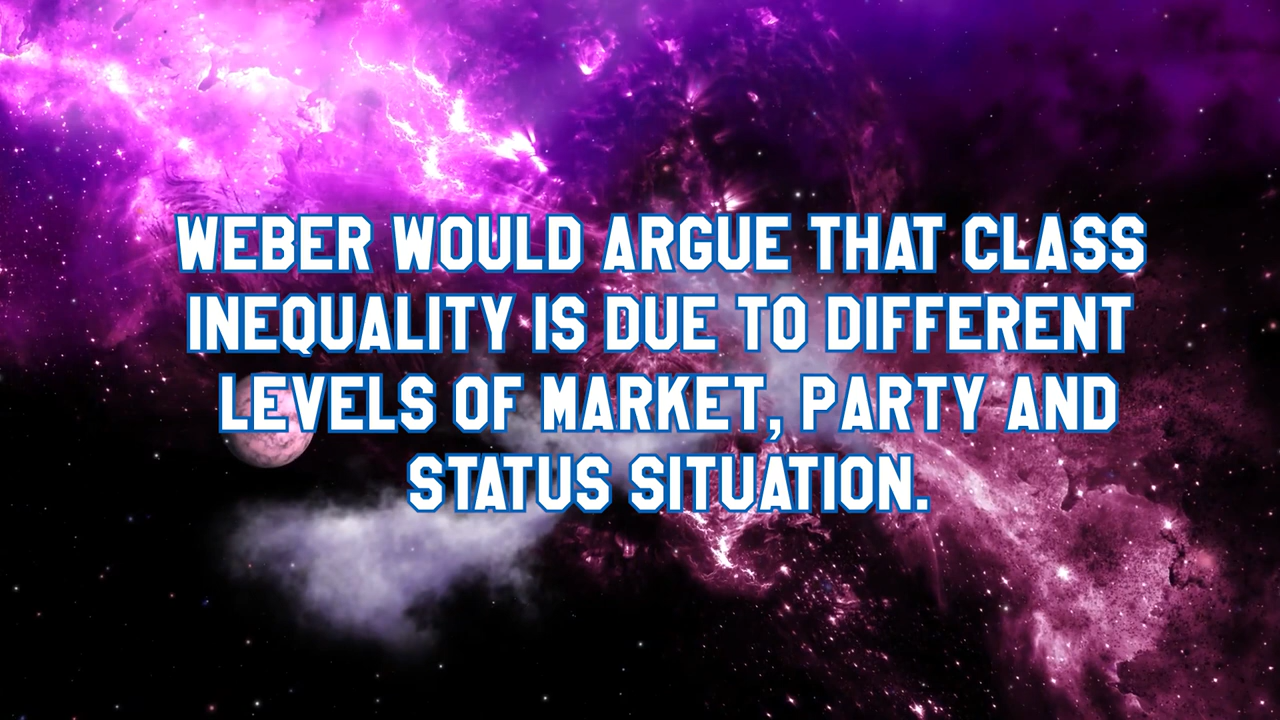 WEBER WOULD ARGUE THAT CLASS
INEQUALITY IS DUE TO DIFFERENT
LEVELS OF MARKET, PARTY AND
STATUS SITUATION.